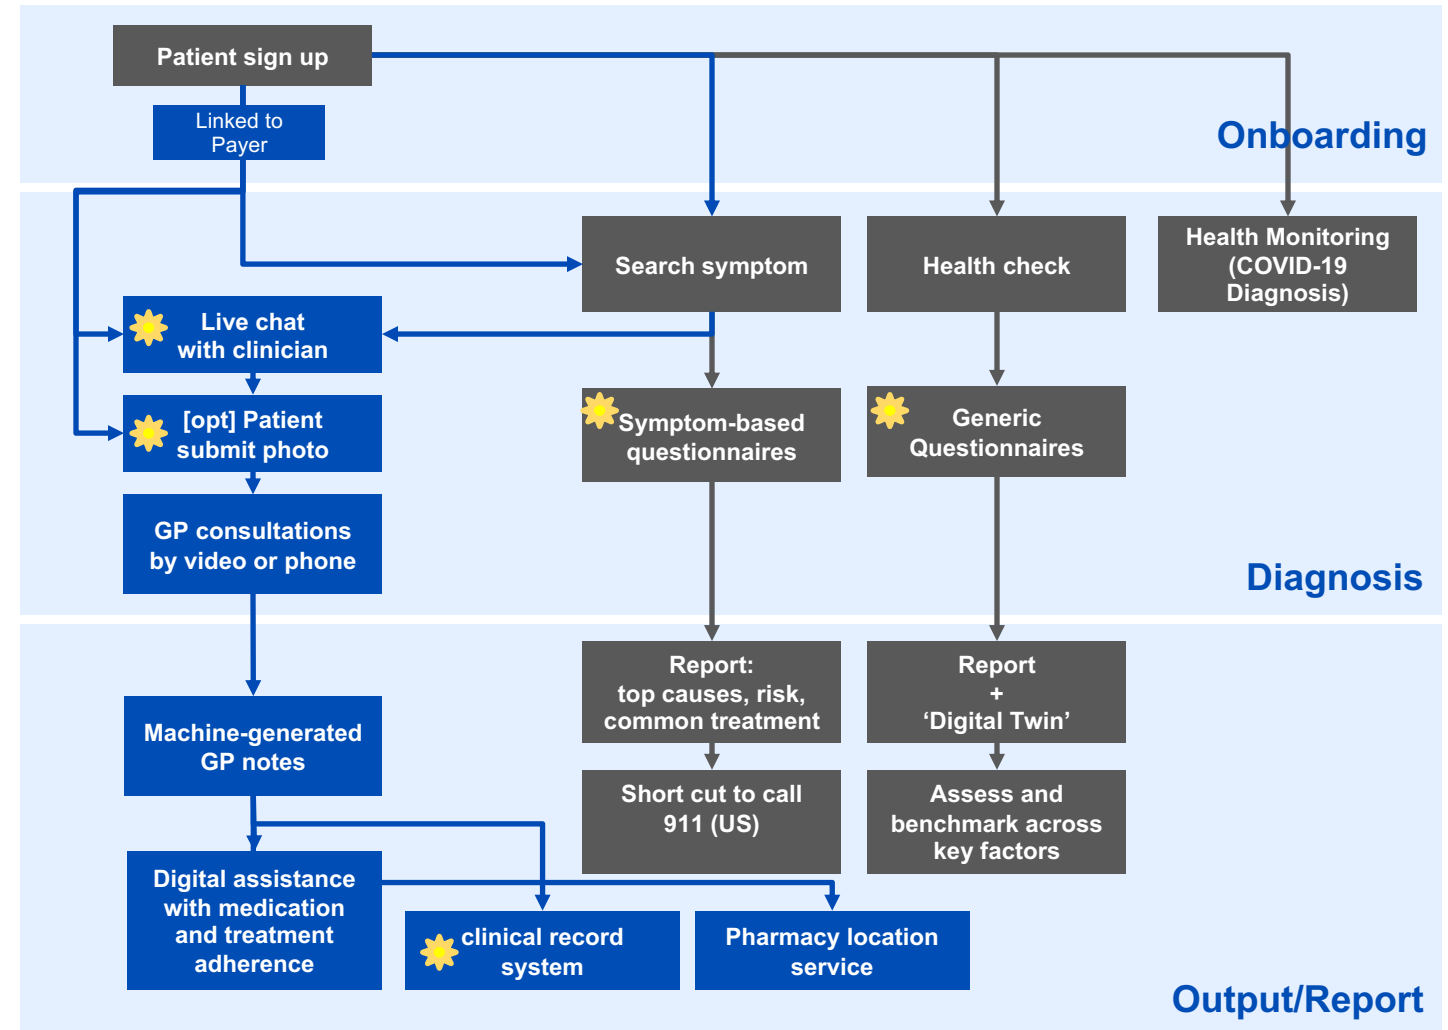 Patient sign up
Linked to
Payer
Onboarding
Search symptom
Health check
Health Monitoring
(COVID-19
Diagnosis)
Live chat
with clinician
[opt] Patient
submit photo
Symptom-based
questionnaires
Generic
Questionnaires
GP consultations
by video or phone
Diagnosis
Report:
top causes, risk,
common treatment
Report
+
‘Digital Twin’
Machine-generated
GP notes
Short cut to call
911 (US)
Assess and
benchmark across
key factors
Digital assistance
with medication
and treatment
adherence
clinical record
system
Pharmacy location
service
Output/Report